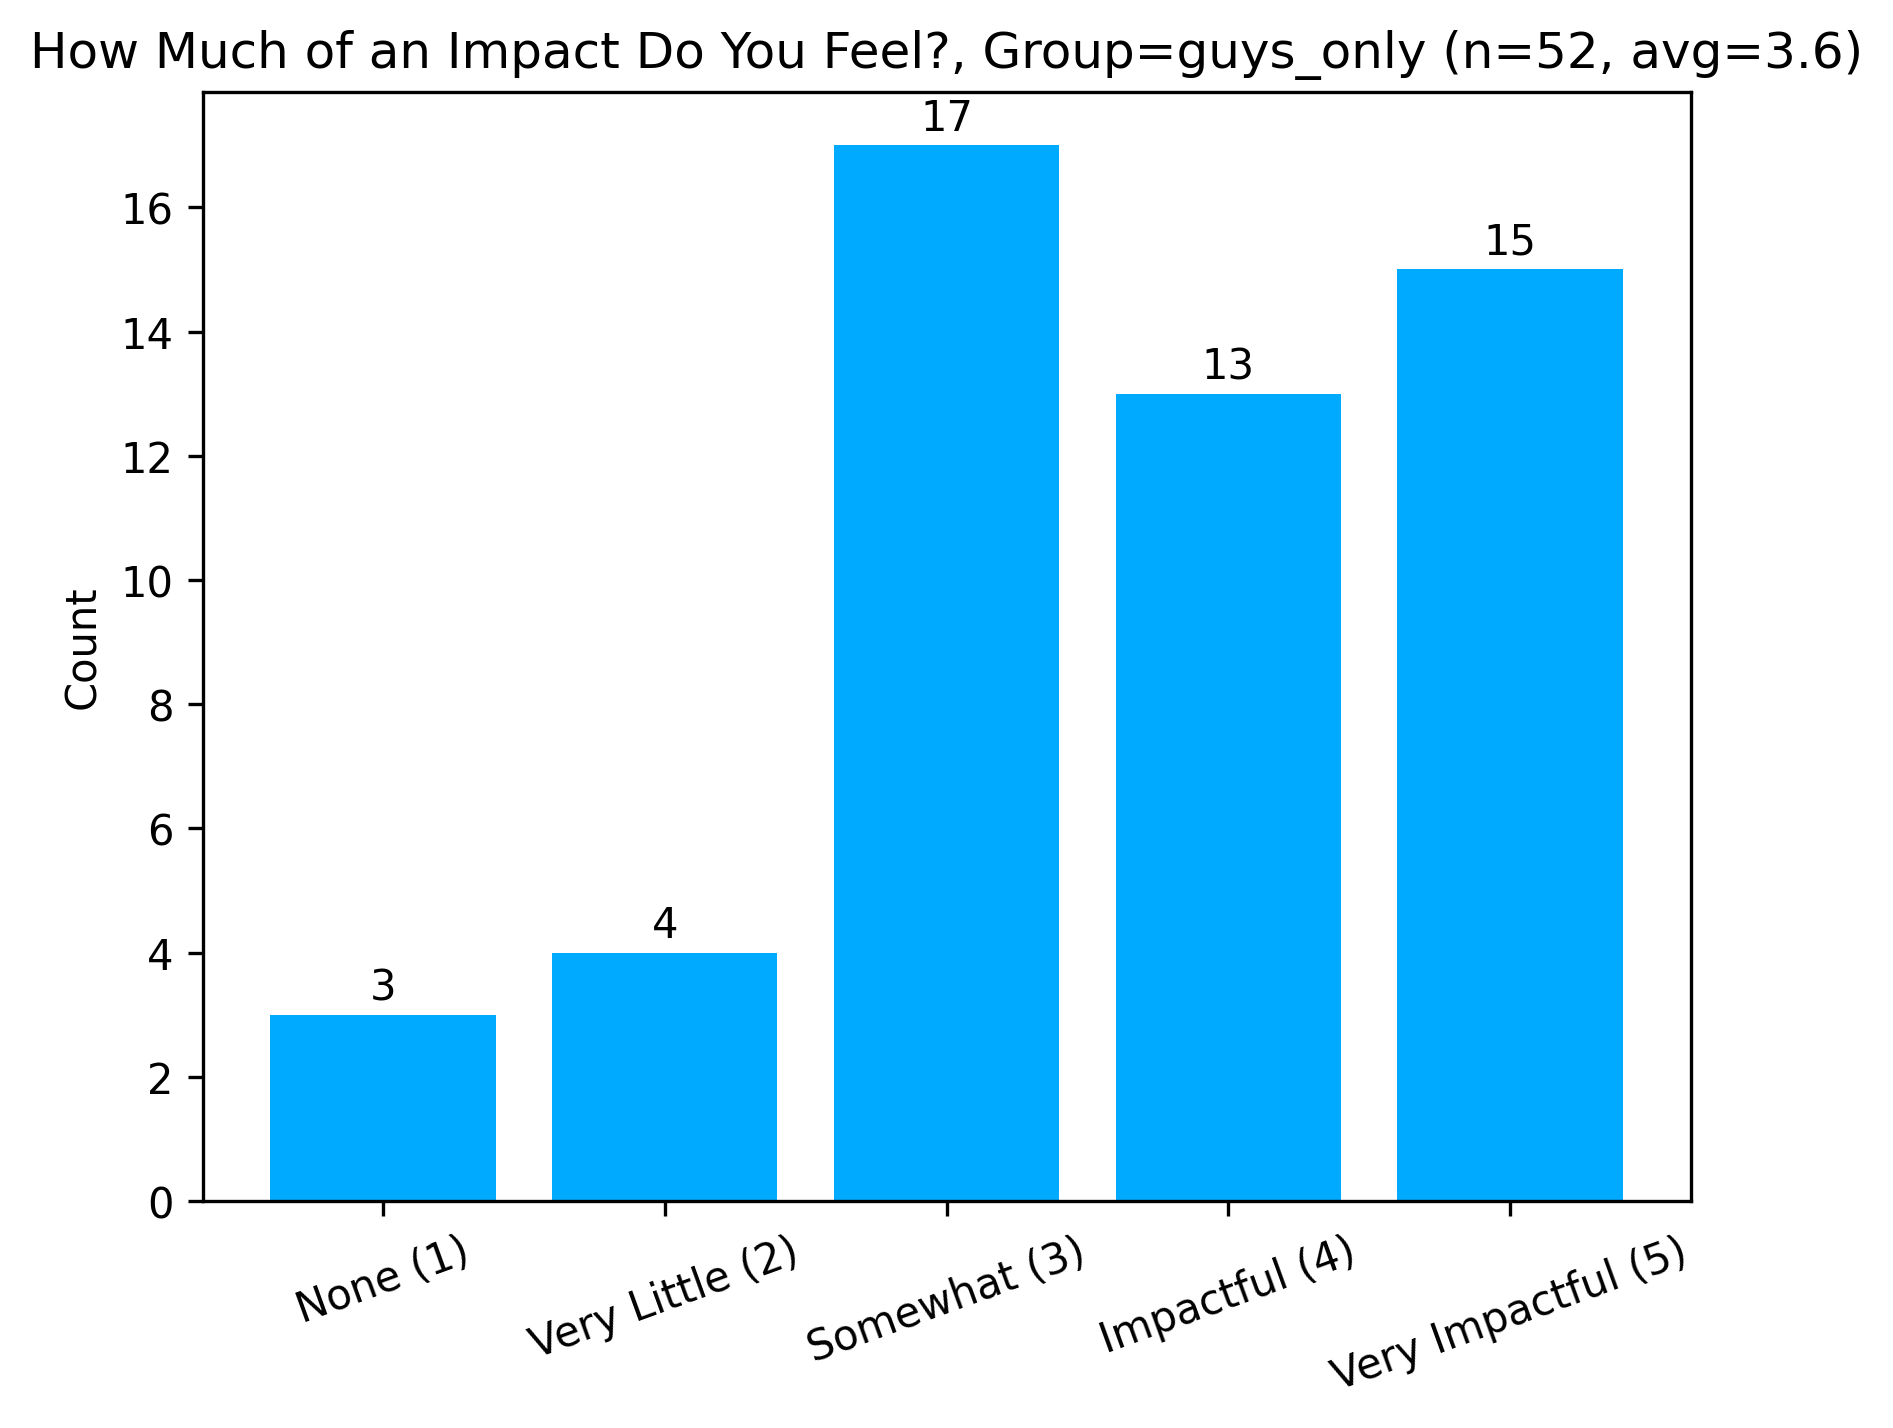 How Much of an Impact Do You Feel?, Group=guys_only (n=52, avg=3.6)
17
16
15
14
13
12
10
Count
8
6
4
4
3
2
0
None (1)
Very Little (2)
Somewhat (3)
Impactful (4)
Very Impactful (5)